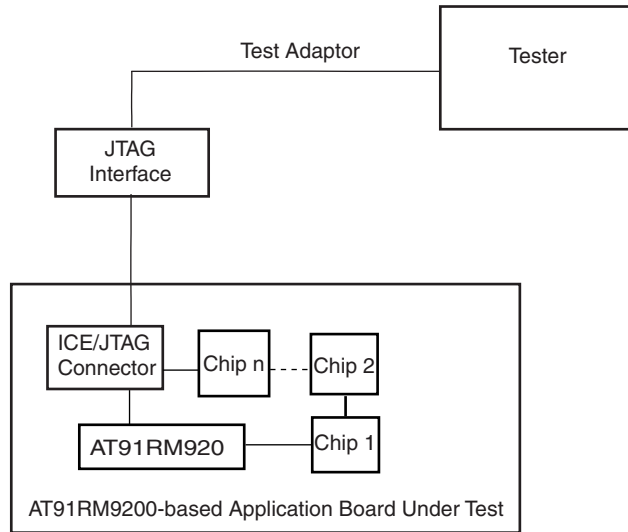 Test Adaptor
Tester
JTAG
Interface
ICE/JTAG
Connector
Chip n
Chip 2
AT91RM920
Chip 1
AT91RM9200-based Application Board Under Test